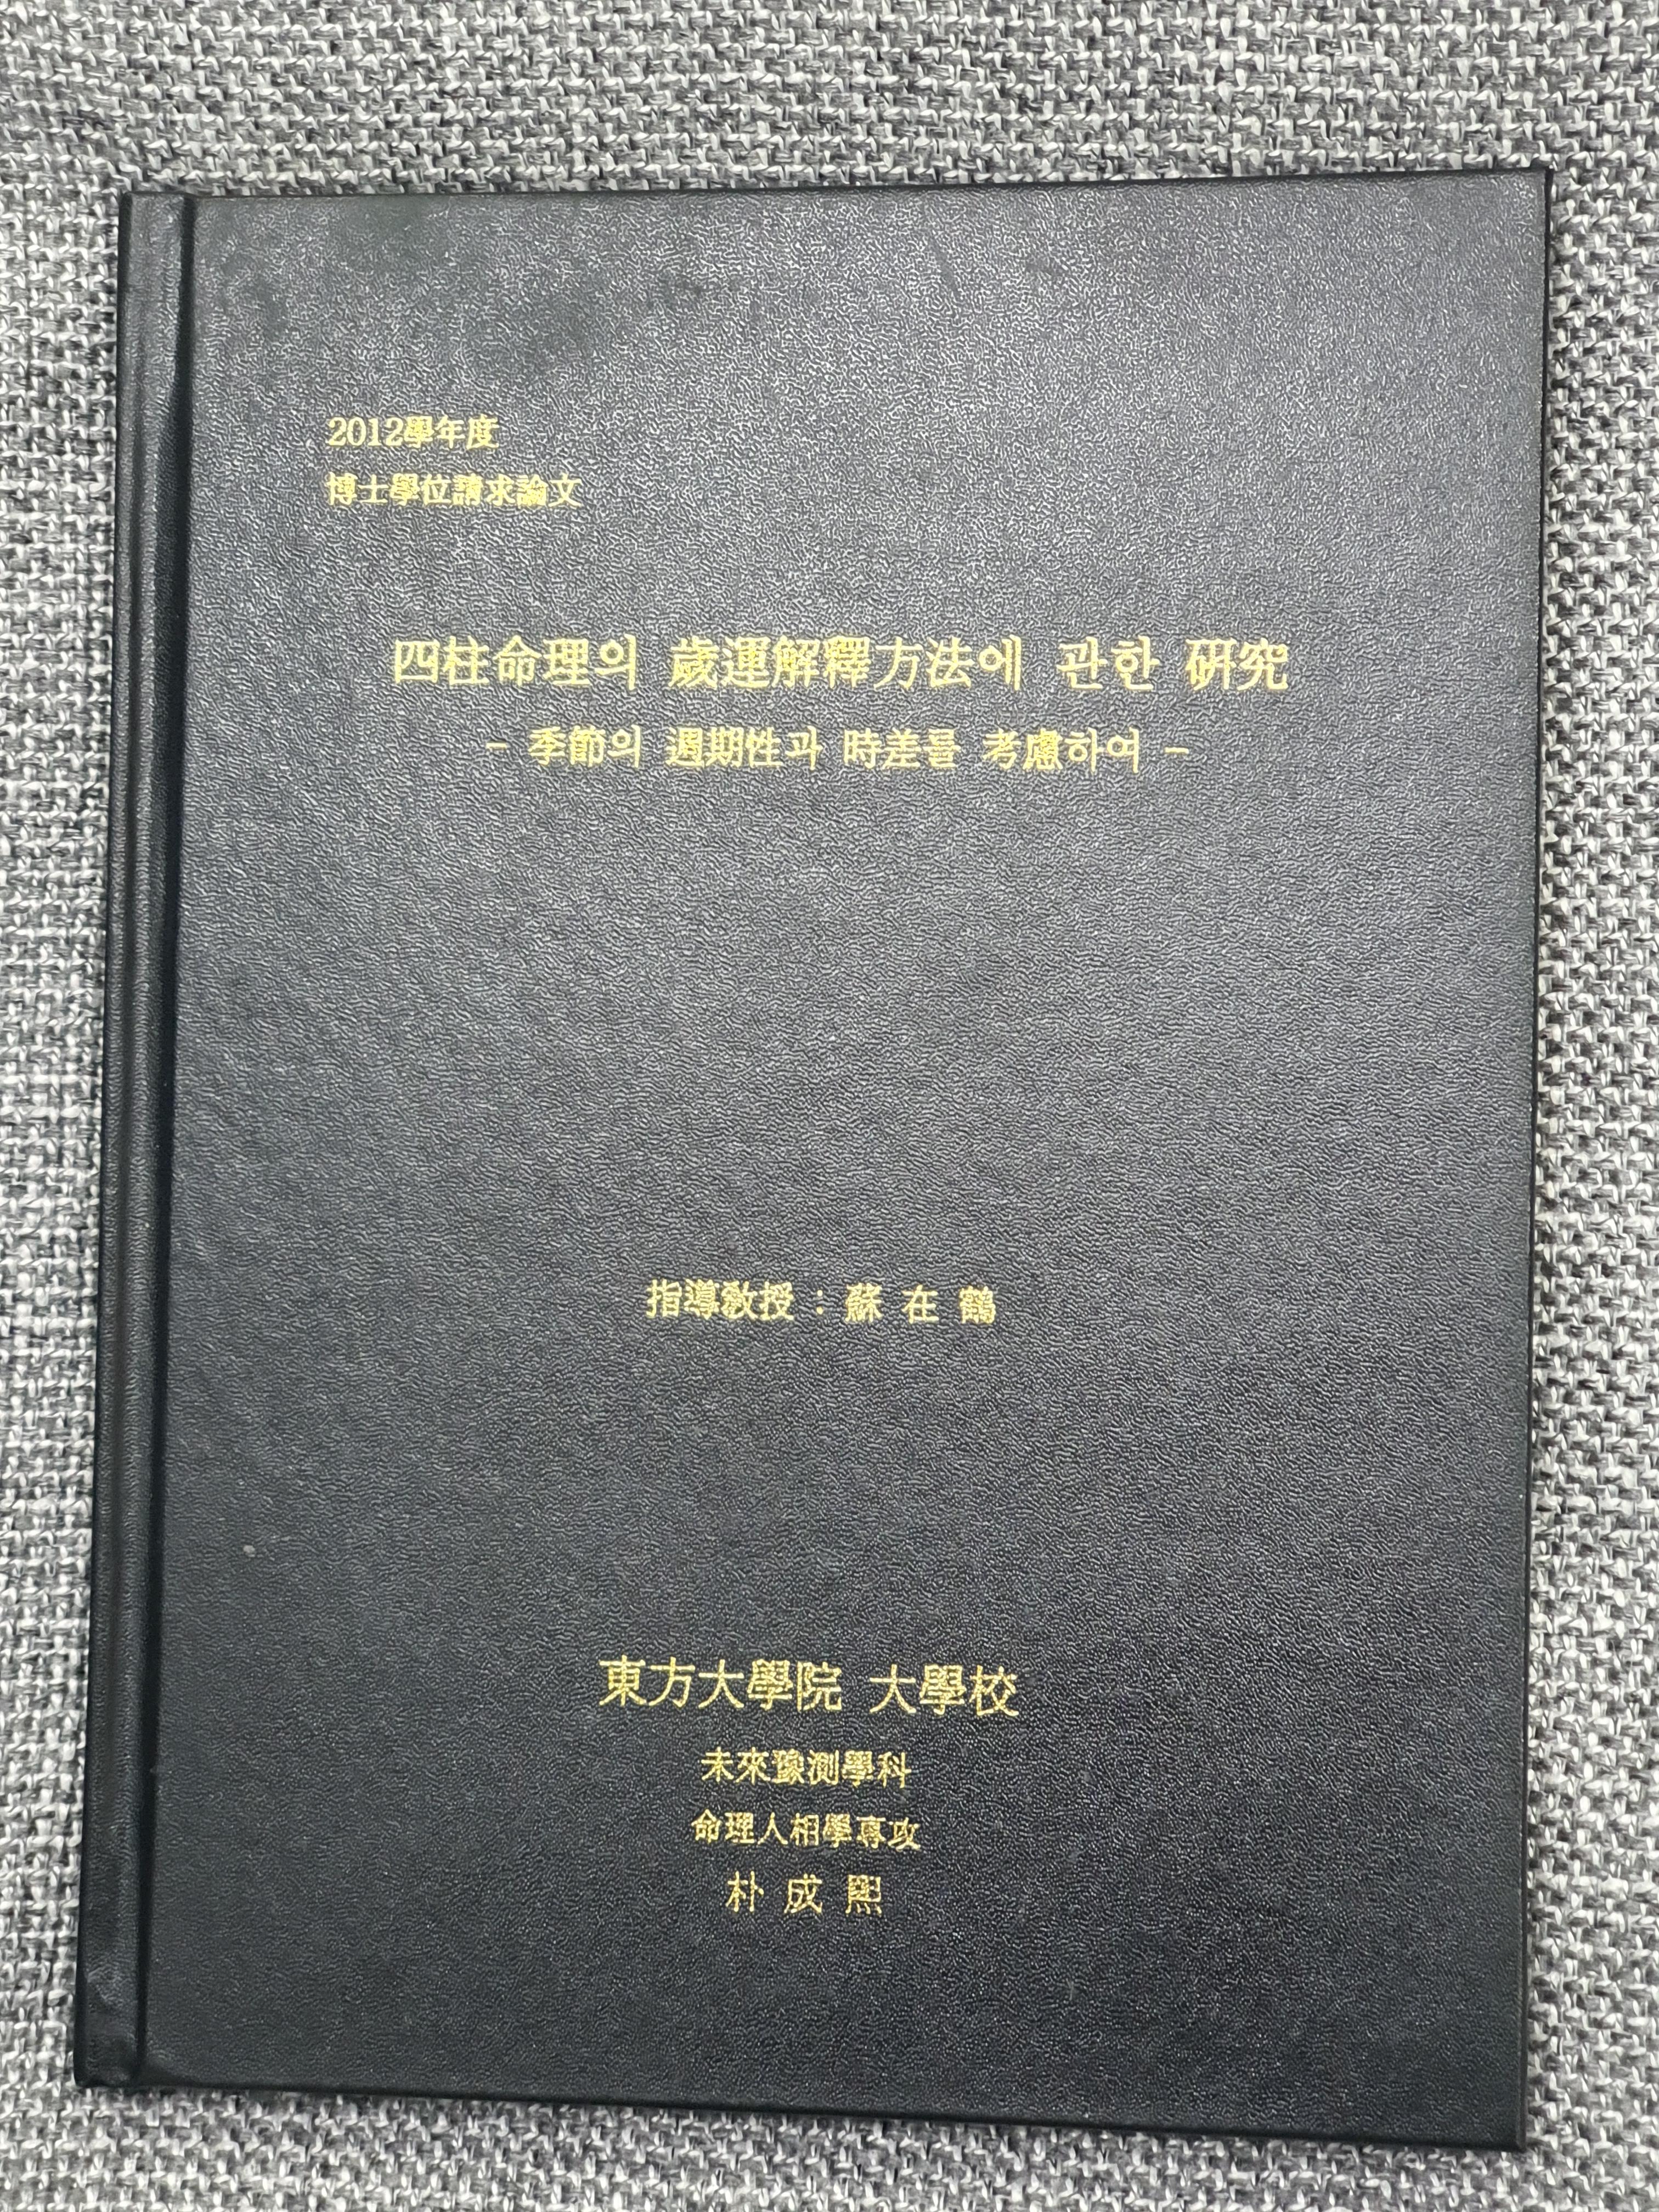 2012學年度
博士學位請求論文
四柱命理의 歲運解釋方法에 관한 硏究
- 季節의 週期性과 時差를 考慮하여 -
指導敎授 : 蘇 在 鶴
東方大學院 大學校
未來豫測學科
命理人相學專攻
朴 成 熙